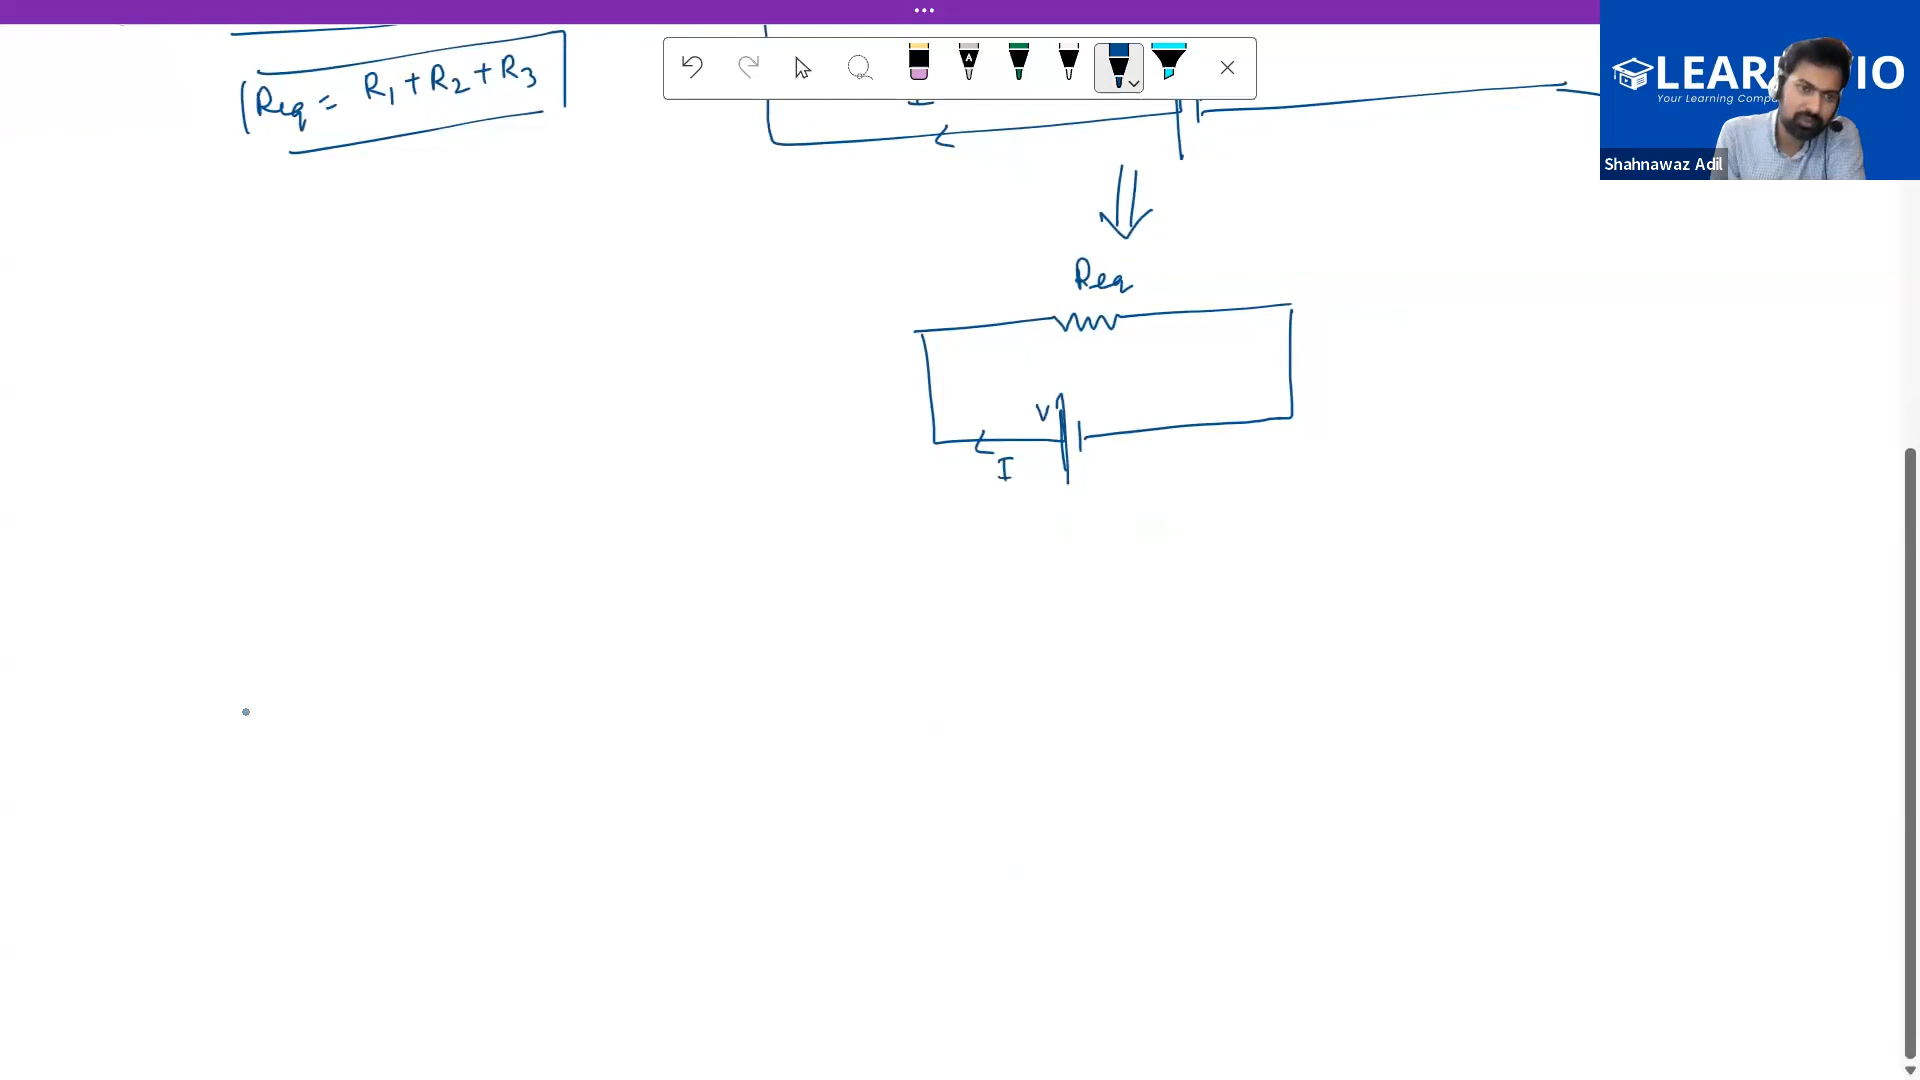 Req = R1 + R2 + R3
Req
V
I
LEAR IO
Your Learning Comp
Shahnawaz Adil
A